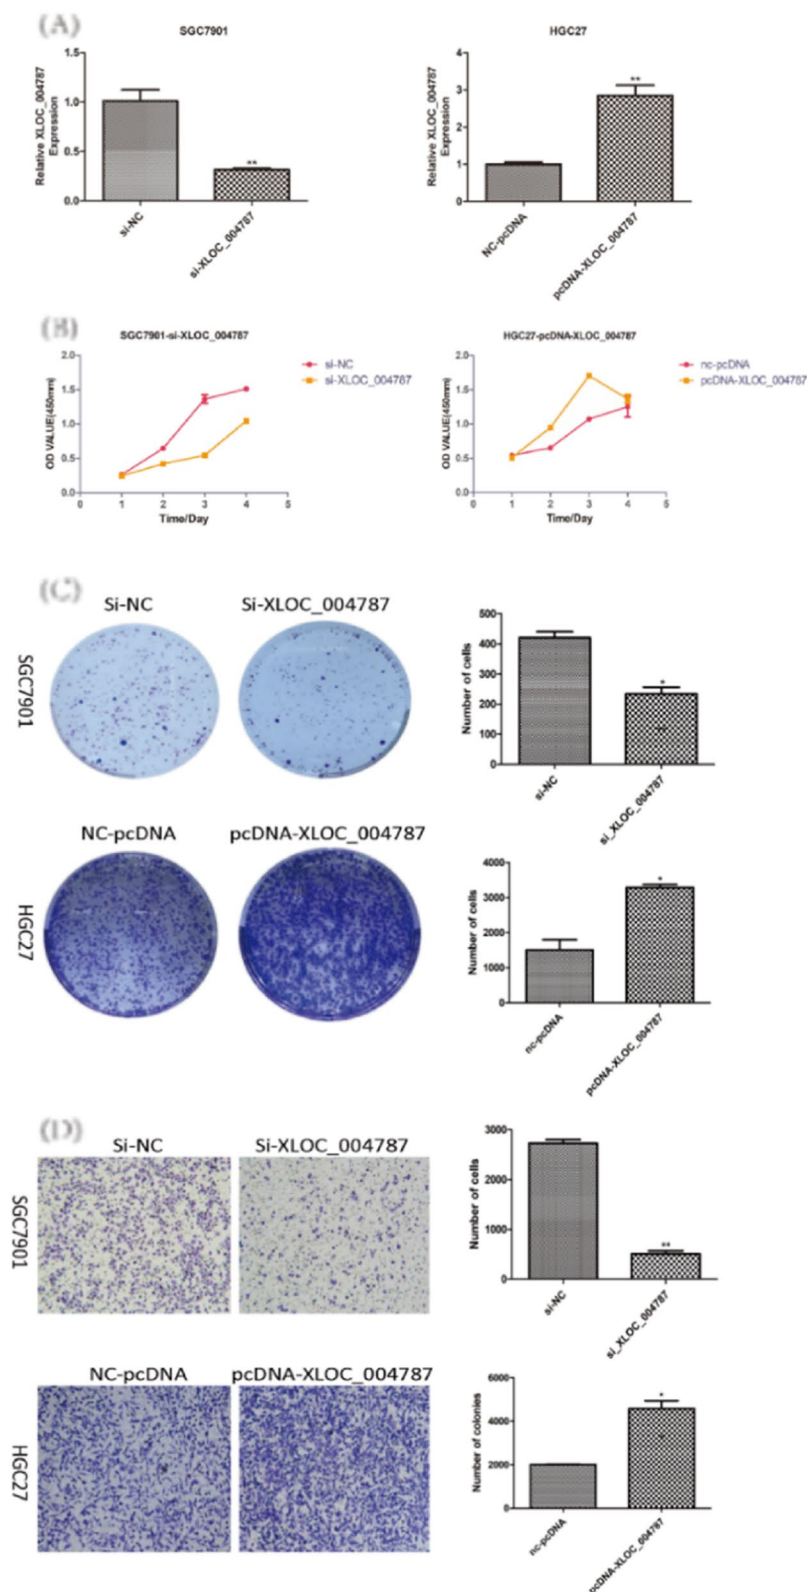 (A)
SGC7901
Relative XLOC_004787
Expression
1.5
1.0
0.5
0.0
**
si-NC
si-XLOC_004787
HGC27
Relative XLOC_004787
Expression
4
3
2
1
0
**
NC-pcDNA
pcDNA-XLOC_004787
(B)
SGC7901-si-XLOC_004787
OD VALUE(450mm)
2.0
1.5
1.0
0.5
0.0
0 1 2 3 4 5
Time/Day
si-NC
si-XLOC_004787
HGC27-pcDNA-XLOC_004787
OD VALUE(450mm)
2.0
1.5
1.0
0.5
0.0
0 1 2 3 4 5
Time/Day
nc-pcDNA
pcDNA-XLOC_004787
(C)
Si-NC
Si-XLOC_004787
SGC7901
Number of cells
500
400
300
200
100
0
*
si-NC
si_XLOC_004787
NC-pcDNA
pcDNA-XLOC_004787
HGC27
Number of cells
4000
3000
2000
1000
0
*
nc-pcDNA
pcDNA-XLOC_004787
(D)
Si-NC
Si-XLOC_004787
SGC7901
Number of cells
3000
2000
1000
0
**
si-NC
si_XLOC_004787
NC-pcDNA
pcDNA-XLOC_004787
HGC27
Number of colonies
6000
4000
2000
0
*
nc-pcDNA
pcDNA-XLOC_004787